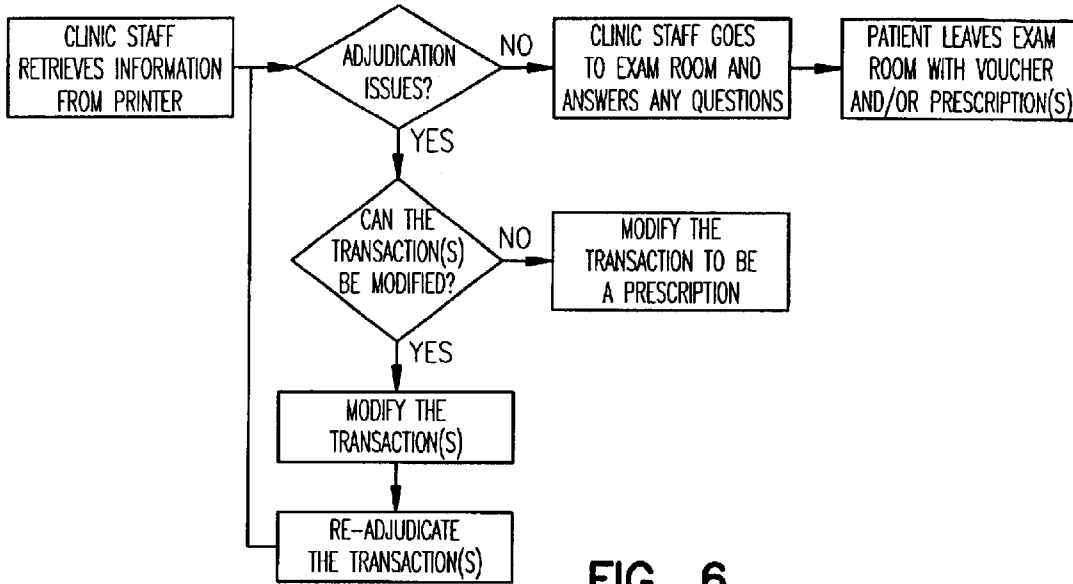 CLINIC STAFF
RETRIEVES INFORMATION
FROM PRINTER
ADJUDICATION
ISSUES?
NO
CLINIC STAFF GOES
TO EXAM ROOM AND
ANSWERS ANY QUESTIONS
PATIENT LEAVES EXAM
ROOM WITH VOUCHER
AND/OR PRESCRIPTION(S)
YES
CAN THE
TRANSACTION(S)
BE MODIFIED?
NO
MODIFY THE
TRANSACTION TO BE
A PRESCRIPTION
YES
MODIFY THE
TRANSACTION(S)
RE-ADJUDICATE
THE TRANSACTION(S)
FIG. 6